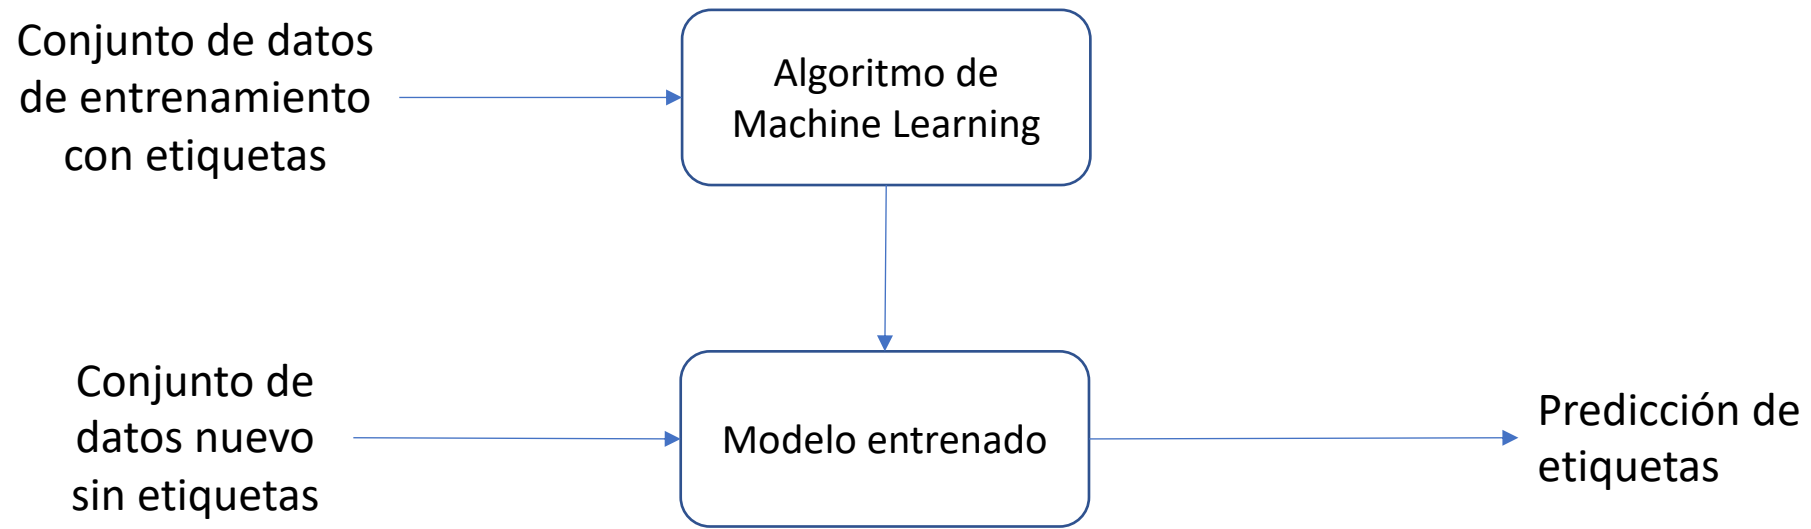 Conjunto de datos
de entrenamiento
con etiquetas
Algoritmo de
Machine Learning
Conjunto de
datos nuevo
sin etiquetas
Modelo entrenado
Predicción de
etiquetas